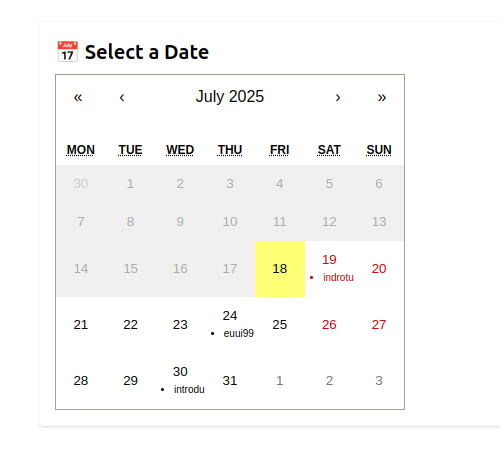 📅 Select a Date
« ‹ July 2025 › »
MON TUE WED THU FRI SAT SUN
30 1 2 3 4 5 6
7 8 9 10 11 12 13
14 15 16 17 18 19 20
• indrotu
21 22 23 24 25 26 27
• euui99
28 29 30 31 1 2 3
• introdu